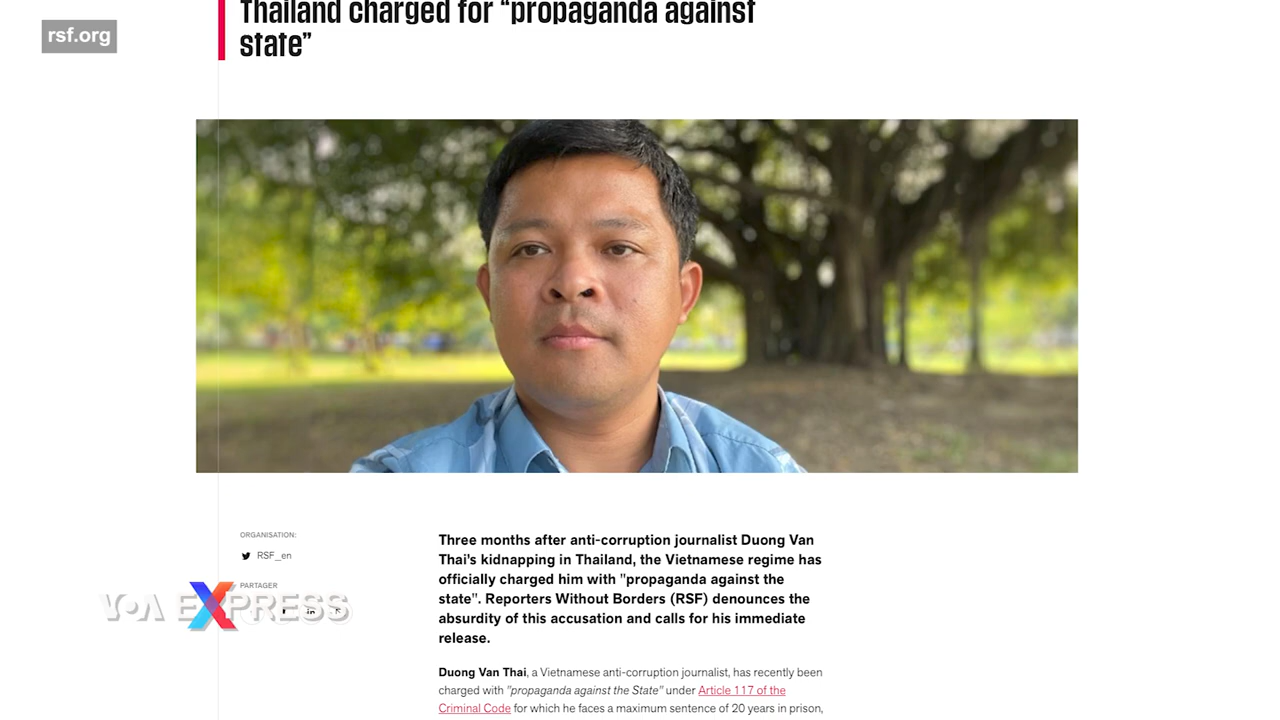 rsf.org
Thailand charged for “propaganda against
state”
ORGANISATION:
RSF_en
PARTAGER
VOA EXPRESS
Three months after anti-corruption journalist Duong Van
Thai's kidnapping in Thailand, the Vietnamese regime has
officially charged him with "propaganda against the
state". Reporters Without Borders (RSF) denounces the
absurdity of this accusation and calls for his immediate
release.
Duong Van Thai, a Vietnamese anti-corruption journalist, has recently been
charged with "propaganda against the State" under Article 117 of the
Criminal Code for which he faces a maximum sentence of 20 years in prison,